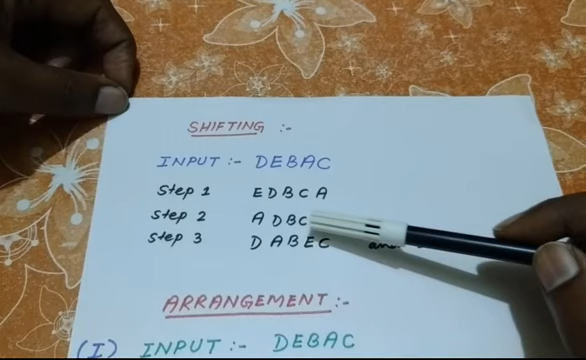 SHIFTING :-
INPUT :- DEBAC
Step 1 EDBCA
Step 2 ADBC
Step 3 DABEC
ARRANGEMENT :-
(I) INPUT :- DEBAC